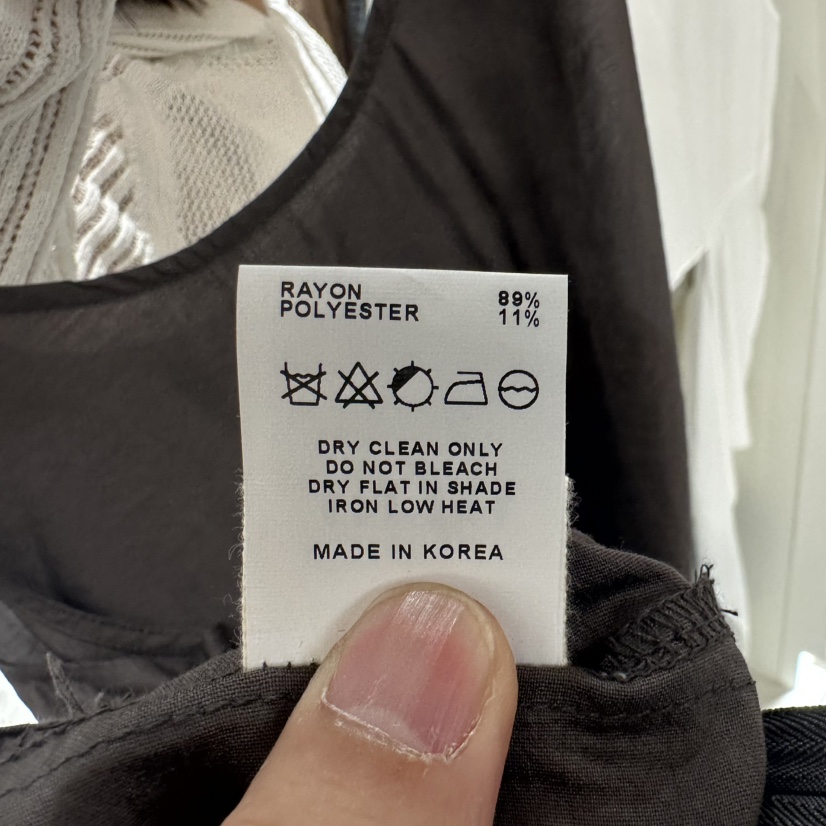 RAYON 89%
POLYESTER 11%
DRY CLEAN ONLY
DO NOT BLEACH
DRY FLAT IN SHADE
IRON LOW HEAT
MADE IN KOREA